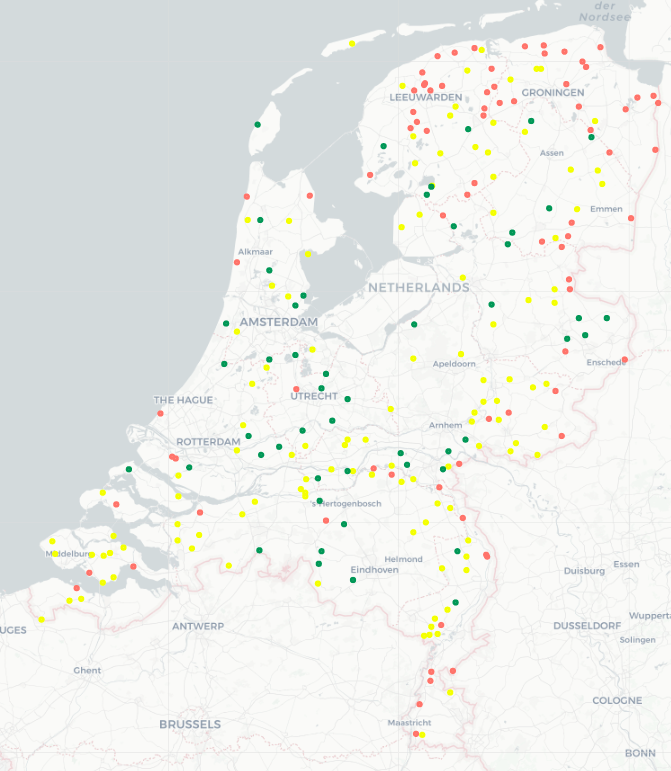 der
Nordsee
LEEUWARDEN
GRONINGEN
Assen
Emmen
Alkmaar
NETHERLANDS
AMSTERDAM
Apeldoorn
Enschede
THE HAGUE
UTRECHT
Arnhem
ROTTERDAM
's-Hertogenbosch
Middelburg
Helmond
Eindhoven
Duisburg
Essen
UGES
ANTWERP
DUSSELDORF
Wupperta
Solingen
Ghent
COLOGNE
BRUSSELS
Maastricht
BONN